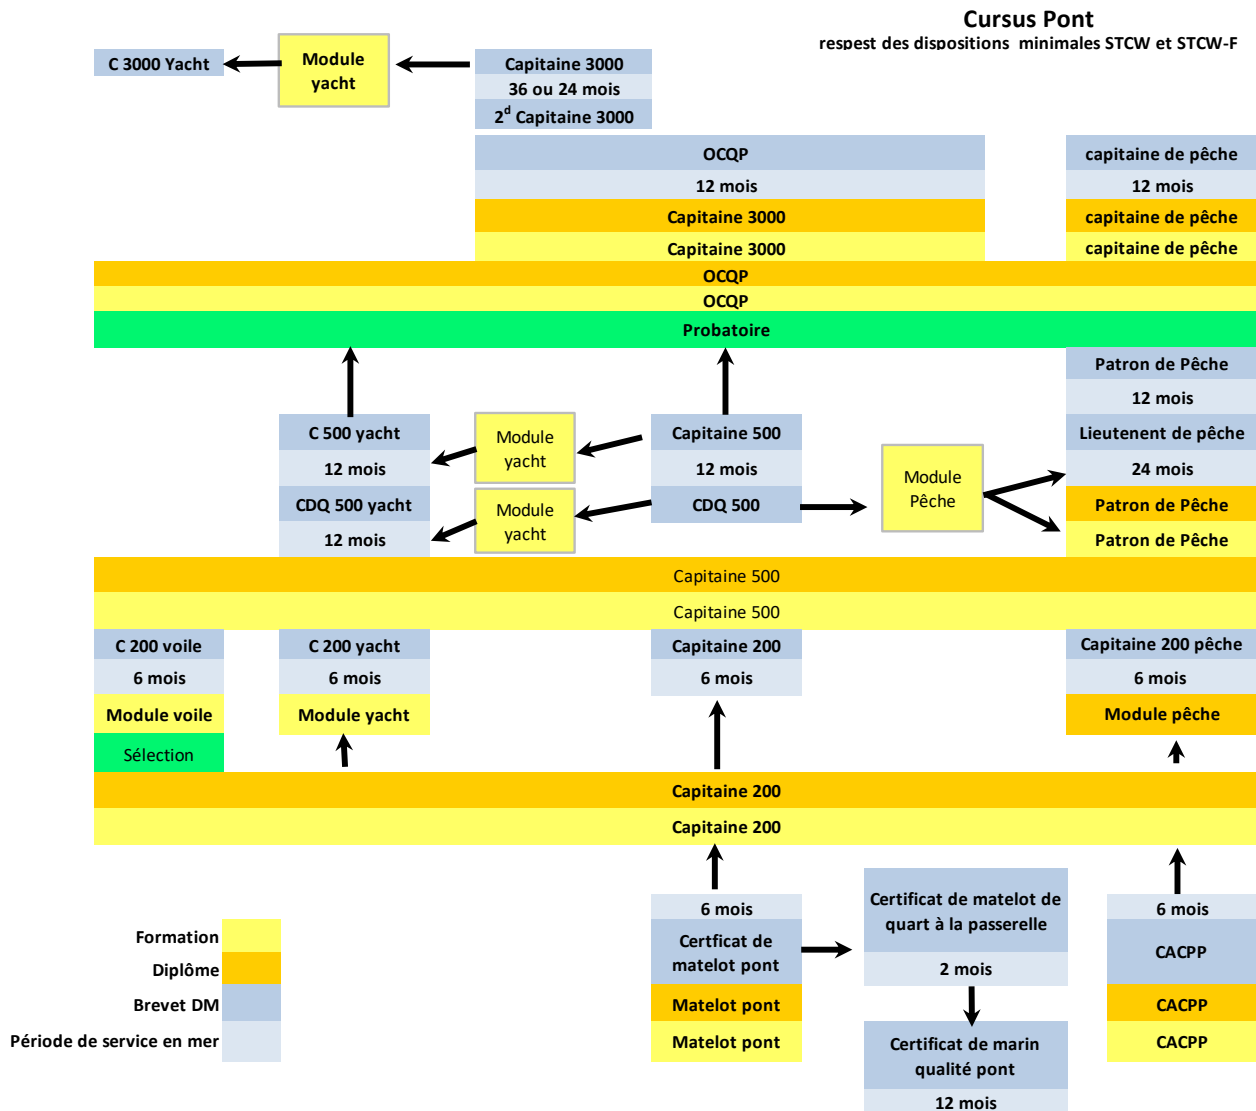 Cursus Pont
respest des dispositions minimales STCW et STCW-F
C 3000 Yacht
Module
yacht
Capitaine 3000
36 ou 24 mois
2d Capitaine 3000
OCQP
capitaine de pêche
12 mois
12 mois
Capitaine 3000
capitaine de pêche
Capitaine 3000
capitaine de pêche
OCQP
OCQP
Probatoire
Patron de Pêche
12 mois
C 500 yacht
Module
yacht
Capitaine 500
Lieutenent de pêche
12 mois
12 mois
Module
Pêche
24 mois
CDQ 500 yacht
Module
yacht
CDQ 500
Patron de Pêche
12 mois
Patron de Pêche
Capitaine 500
Capitaine 500
C 200 voile
C 200 yacht
Capitaine 200
Capitaine 200 pêche
6 mois
6 mois
6 mois
6 mois
Module voile
Module yacht
Module pêche
Sélection
Capitaine 200
Capitaine 200
6 mois
Certificat de matelot de
quart à la passerelle
6 mois
Certficat de
matelot pont
2 mois
CACPP
Matelot pont
CACPP
Matelot pont
Certificat de marin
qualité pont
CACPP
12 mois
Formation
Diplôme
Brevet DM
Période de service en mer